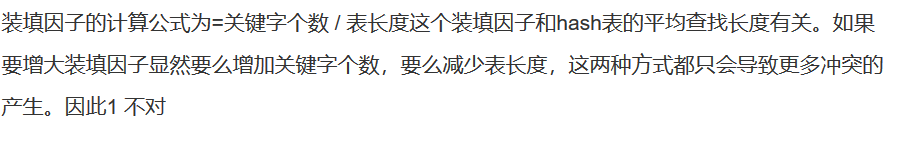 装填因子的计算公式为=关键字个数 / 表长度这个装填因子和hash表的平均查找长度有关。如果
要增大装填因子显然要么增加关键字个数，要么减少表长度，这两种方式都只会导致更多冲突的
产生。因此1 不对